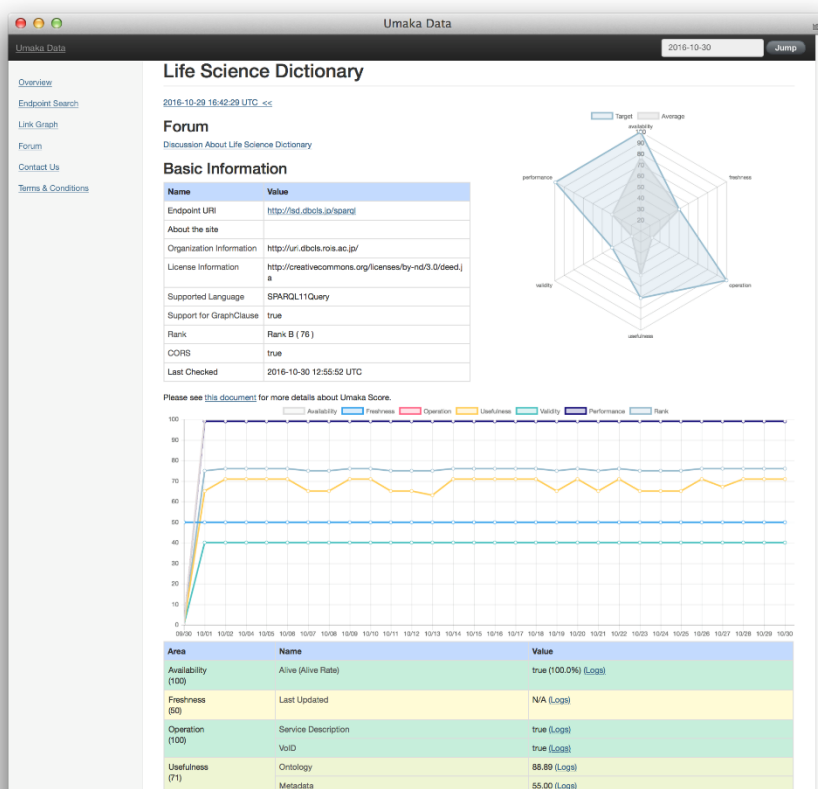 Umaka Data
Umaka Data
2016-10-30
Jump
Overview
Endpoint Search
Link Graph
Forum
Contact Us
Terms & Conditions
Life Science Dictionary
2016-10-29 16:42:29 UTC <<
Forum
Discussion About Life Science Dictionary
Basic Information
Name Value
Endpoint URI http://lsd.dbcls.jp/sparql
About the site
Organization Information http://uri.dbcls.rois.ac.jp/
License Information http://creativecommons.org/licenses/by-nd/3.0/deed.j
a
Supported Language SPARQL11Query
Support for GraphClause true
Rank Rank B ( 76 )
CORS true
Last Checked 2016-10-30 12:55:52 UTC
Target Average
availability
100
90
80
70
60
50
40
30
20
performance
freshness
validity
operation
usefulness
Please see this document for more details about Umaka Score.
Availability Freshness Operation Usefulness Validity Performance Rank
100
90
80
70
60
50
40
30
20
10
0
09/30 10/01 10/02 10/04 10/05 10/06 10/07 10/08 10/09 10/10 10/11 10/12 10/13 10/14 10/15 10/16 10/17 10/18 10/19 10/20 10/21 10/22 10/23 10/24 10/25 10/26 10/27 10/28 10/29 10/30
Area Name Value
Availability Alive (Alive Rate) true (100.0%) (Logs)
(100)
Freshness Last Updated N/A (Logs)
(50)
Operation Service Description true (Logs)
(100)
VoID true (Logs)
Usefulness Ontology 88.89 (Logs)
(71)
Metadata 55.00 (Logs)